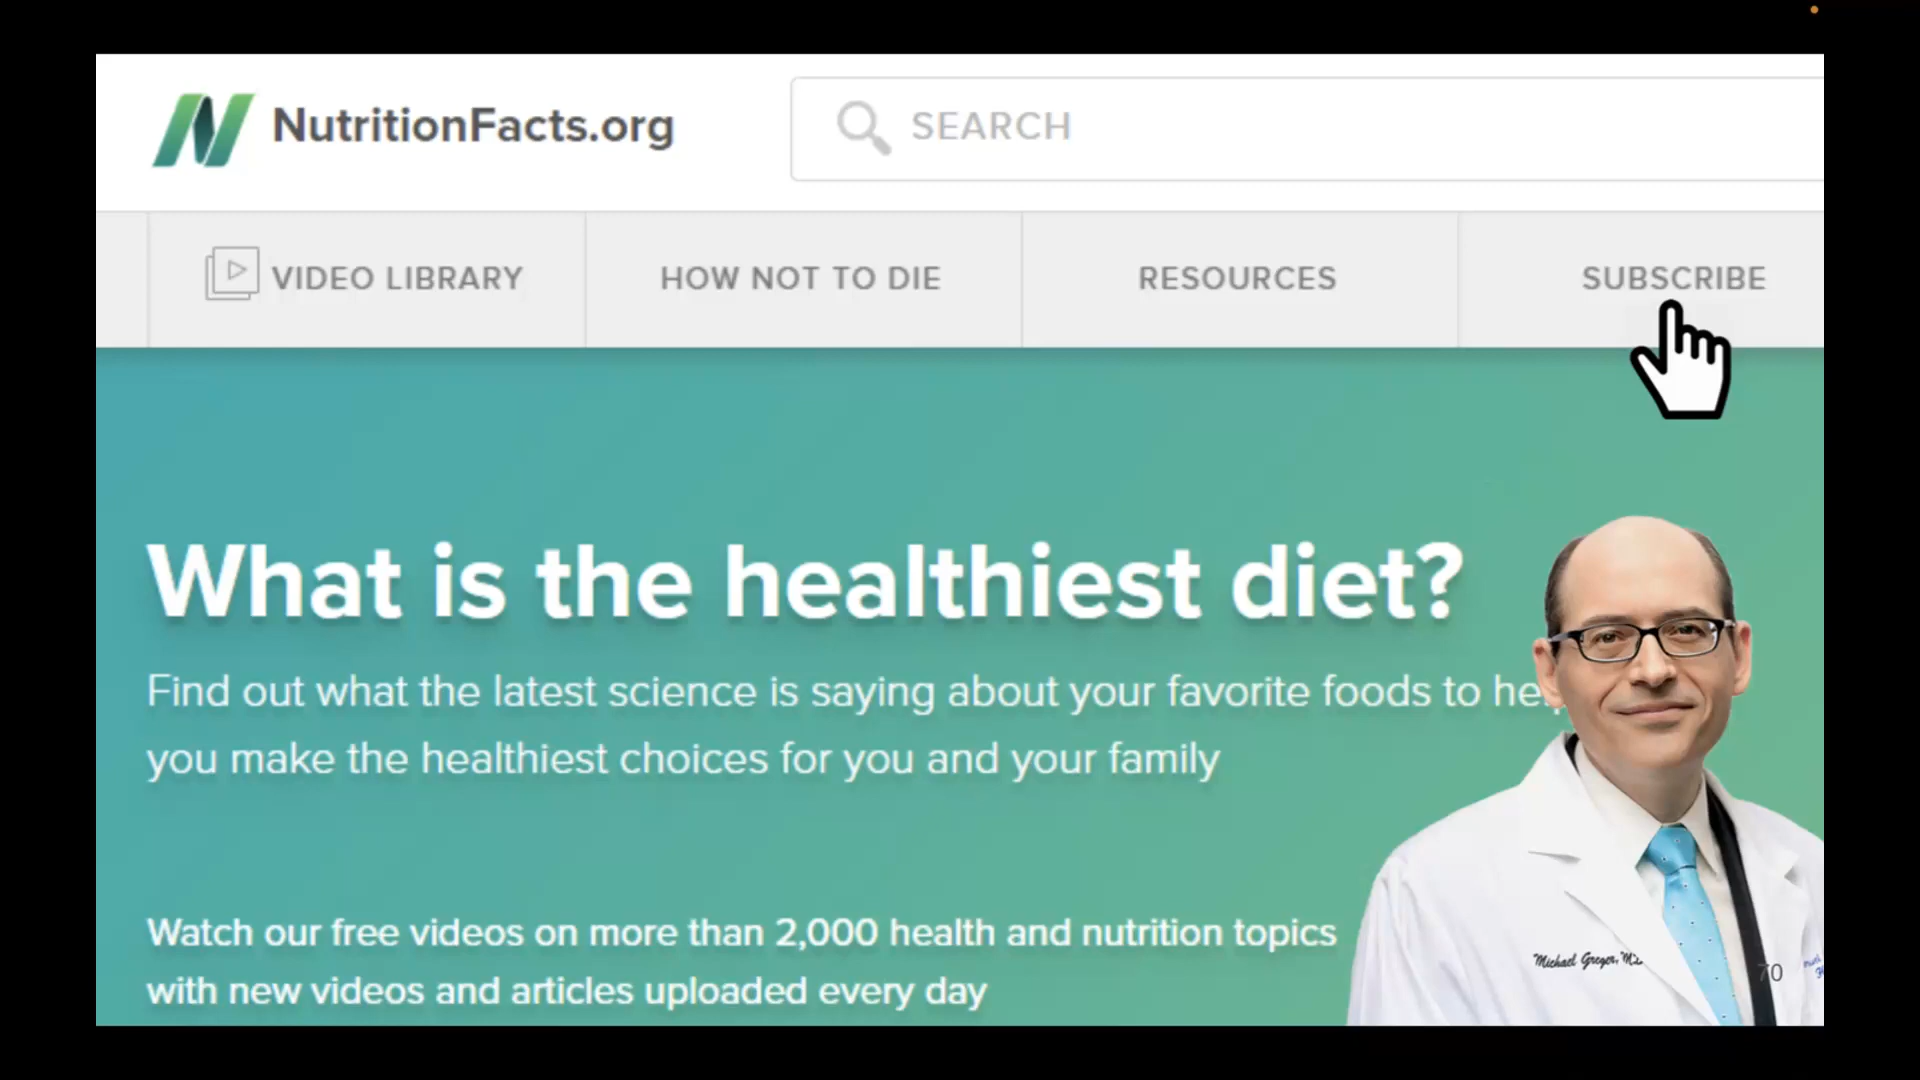 NutritionFacts.org
SEARCH
VIDEO LIBRARY
HOW NOT TO DIE
RESOURCES
SUBSCRIBE
What is the healthiest diet?
Find out what the latest science is saying about your favorite foods to
you make the healthiest choices for you and your family
Watch our free videos on more than 2,000 health and nutrition topics
with new videos and articles uploaded every day
Michael Greger,
70